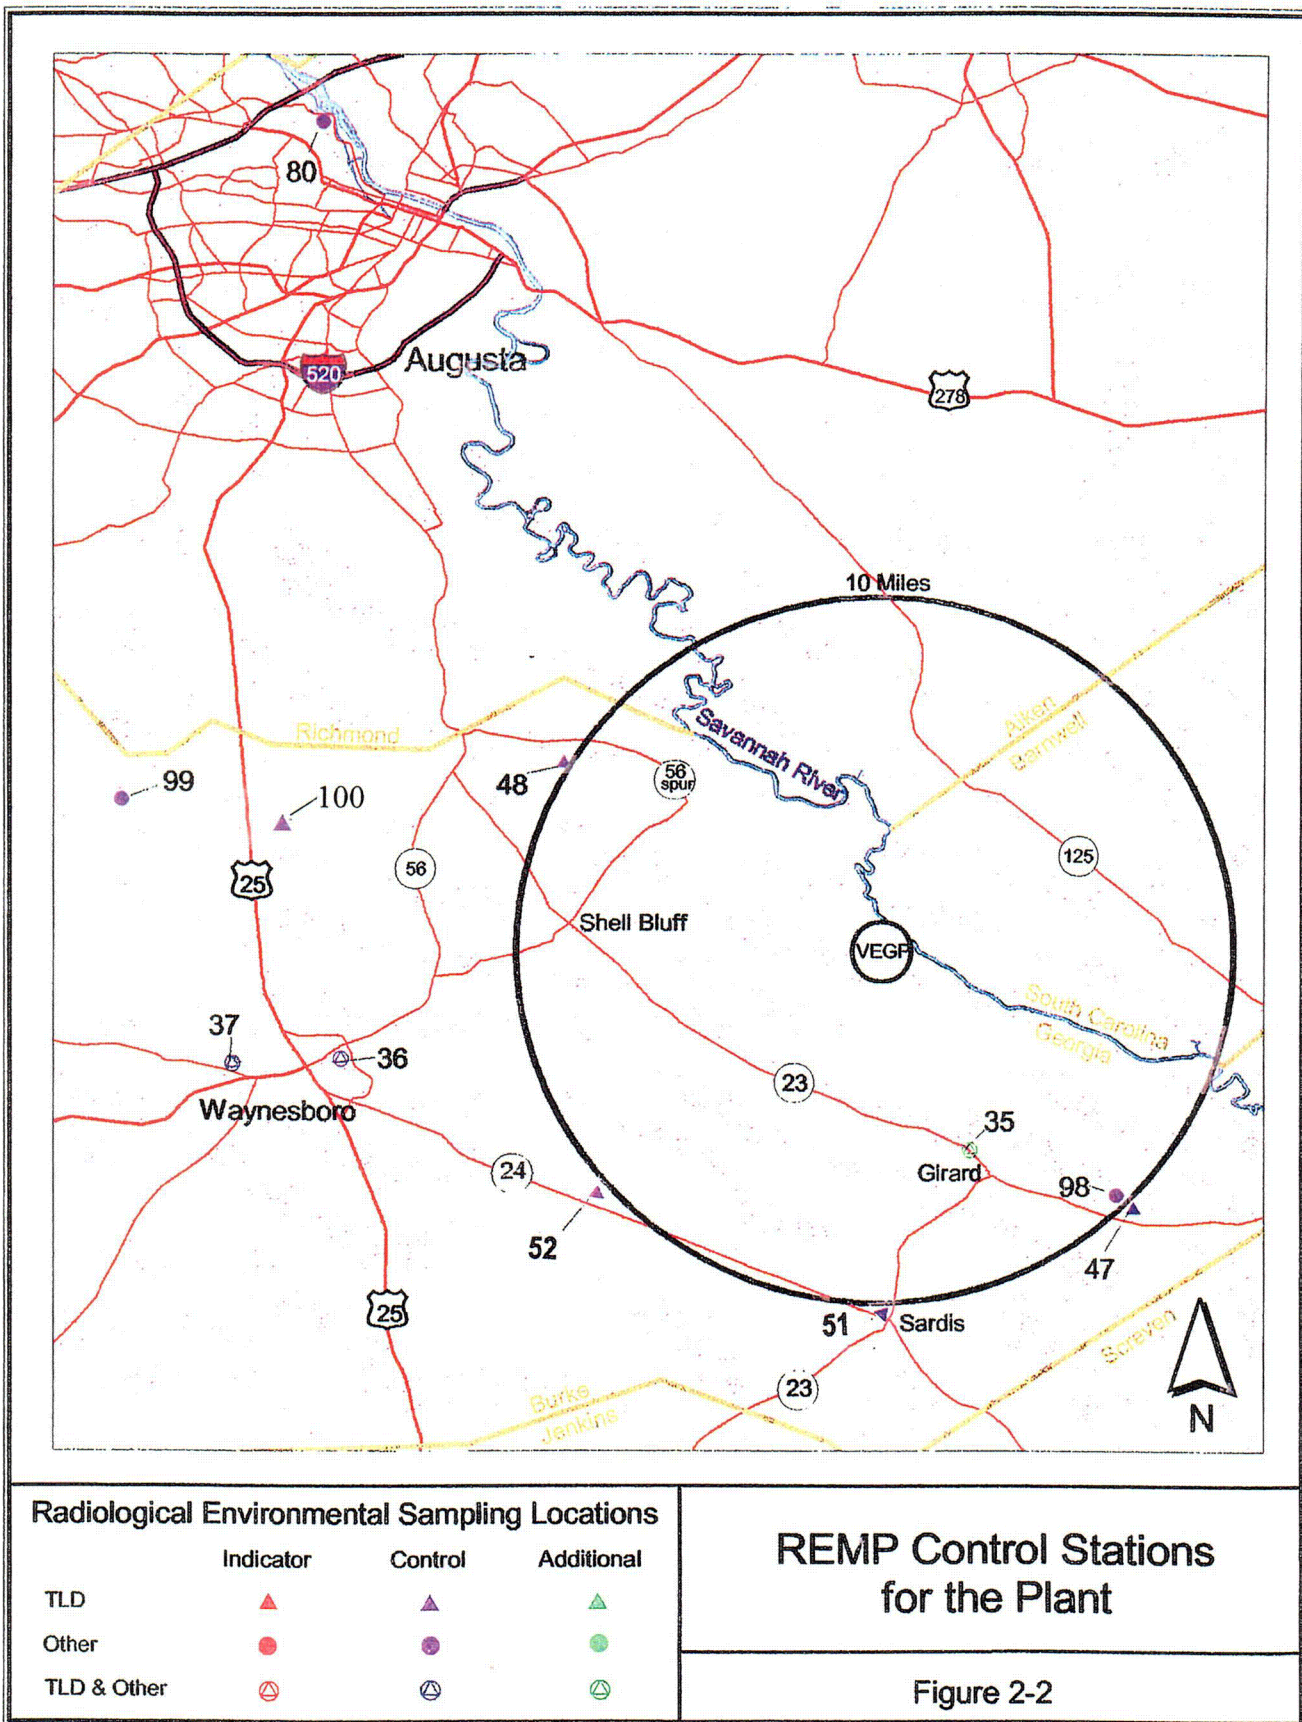 80
Augusta
520
278
10 Miles
Aiken
Barnwell
Richmond
Savannah River
48
56
spur
99
100
56
125
25
Shell Bluff
VEGP
South Carolina
Georgia
37
36
23
Waynesboro
35
Girard
24
98
52
47
25
51
Sardis
Screven
23
Burke
Jenkins
N
Radiological Environmental Sampling Locations
Indicator Control Additional
TLD
Other
TLD & Other
REMP Control Stations
for the Plant
Figure 2-2